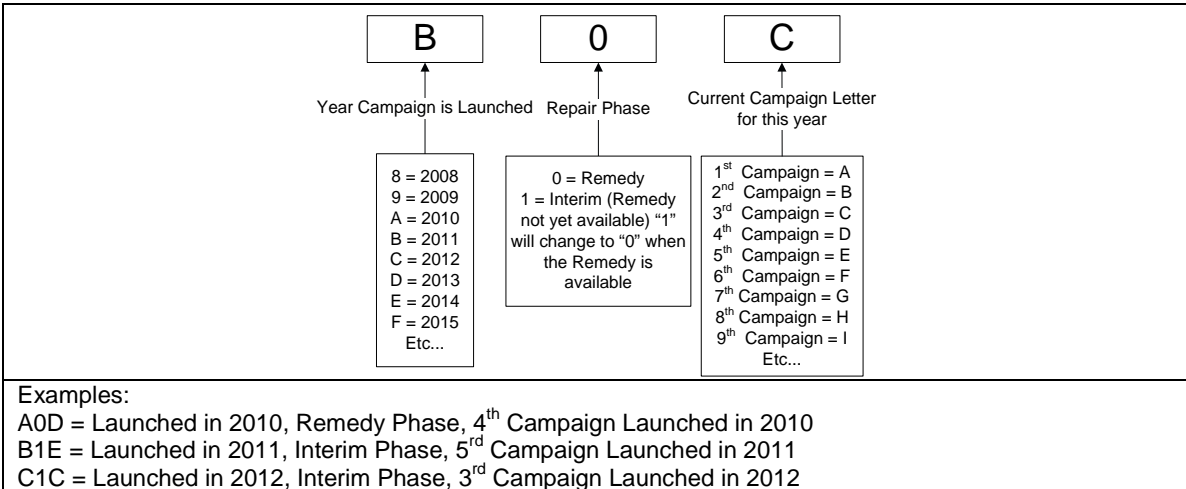 B 0 C
Year Campaign is Launched
Repair Phase
Current Campaign Letter
for this year
8 = 2008
9 = 2009
A = 2010
B = 2011
C = 2012
D = 2013
E = 2014
F = 2015
Etc...
0 = Remedy
1 = Interim (Remedy
not yet available) “1”
will change to “0” when
the Remedy is
available
1st Campaign = A
2nd Campaign = B
3rd Campaign = C
4th Campaign = D
5th Campaign = E
6th Campaign = F
7th Campaign = G
8th Campaign = H
9th Campaign = I
Etc...
Examples:
A0D = Launched in 2010, Remedy Phase, 4th Campaign Launched in 2010
B1E = Launched in 2011, Interim Phase, 5rd Campaign Launched in 2011
C1C = Launched in 2012, Interim Phase, 3rd Campaign Launched in 2012